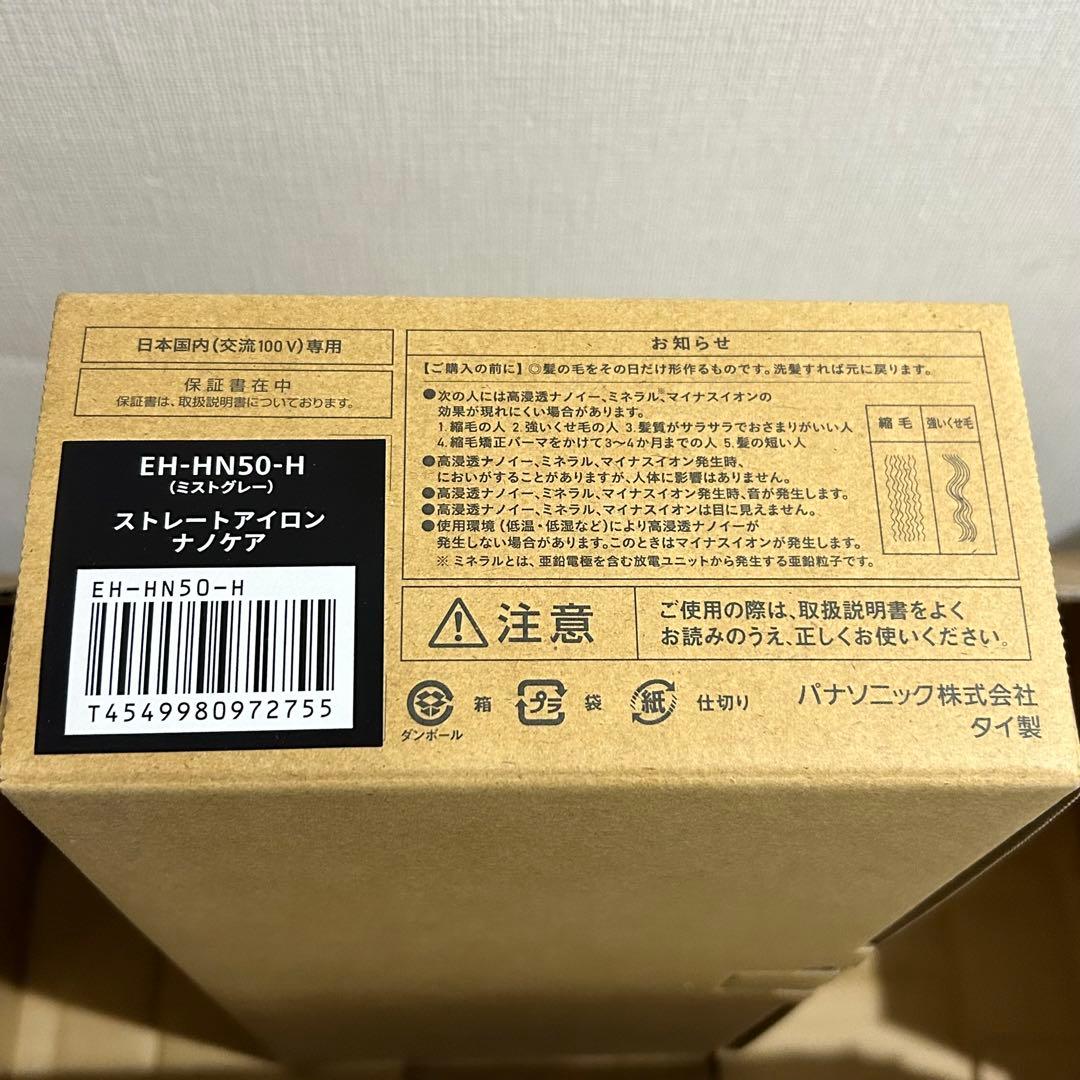 日本国内(交流100V)専用
保証書在中
保証書は、取扱説明書についております。
EH-HN50-H
(ミストグレー)
ストレートアイロン
ナノケア
EH-HN50-H
T4549980972755
お知らせ
【ご購入の前に】◎髪の毛をその日だけ形作るものです。洗髪すれば元に戻ります。
●次の人には高浸透ナノイー、ミネラル※、マイナスイオンの
効果が現れにくい場合があります。
1.縮毛の人 2.強いくせ毛の人 3.髪質がサラサラでおさまりがいい人
4.縮毛矯正パーマをかけて3〜4か月までの人 5.髪の短い人
●高浸透ナノイー、ミネラル、マイナスイオン発生時、
においがすることがありますが、人体に影響はありません。
●高浸透ナノイー、ミネラル、マイナスイオン発生時、音が発生します。
●高浸透ナノイー、ミネラル、マイナスイオンは目に見えません。
●使用環境(低温・低湿など)により高浸透ナノイーが
発生しない場合があります。このときはマイナスイオンが発生します。
※ ミネラルとは、亜鉛電極を含む放電ユニットから発生する亜鉛粒子です。
縮毛 強いくせ毛
注意
ご使用の際は、取扱説明書をよく
お読みのうえ、正しくお使いください。
ダンボール 箱 プラ 袋 紙 仕切り
パナソニック株式会社
タイ製